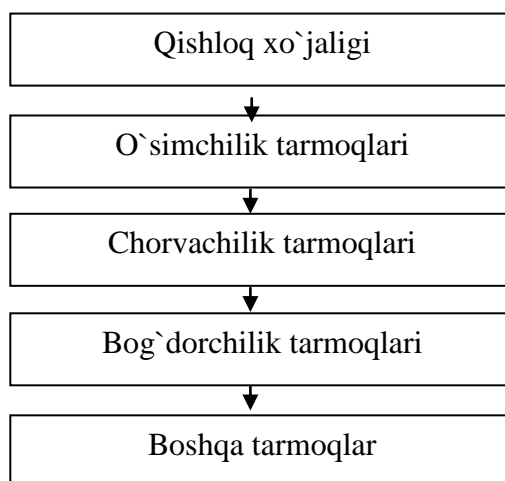 Qishloq xo`jaligi
O`simchilik tarmoqlari
Chorvachilik tarmoqlari
Bog`dorchilik tarmoqlari
Boshqa tarmoqlar